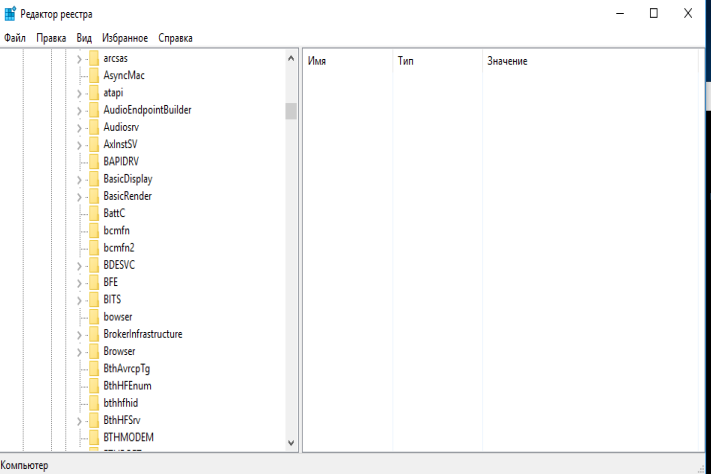 Редактор реестра
Файл Правка Вид Избранное Справка
Имя Тип Значение
arcsas
AsyncMac
atapi
AudioEndpointBuilder
Audiosrv
AxInstSV
BAPIDRV
BasicDisplay
BasicRender
BattC
bcmfn
bcmfn2
BDESVC
BFE
BITS
bowser
BrokerInfrastructure
Browser
BthAvrcpTg
BthHFEnum
bthhfhid
BthHFSrv
BTHMODEM
Компьютер